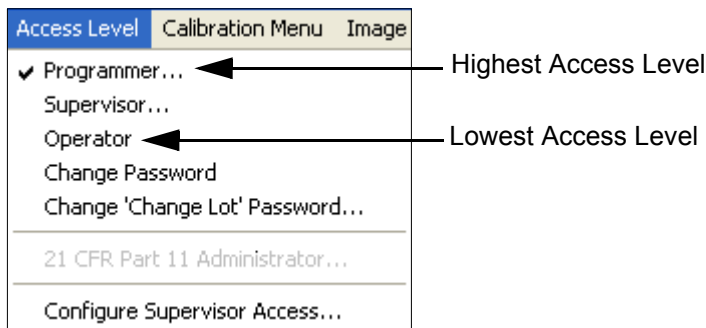 Access Level Calibration Menu Image
✔ Programmer... Highest Access Level
Supervisor...
Operator Lowest Access Level
Change Password
Change 'Change Lot' Password...
21 CFR Part 11 Administrator...
Configure Supervisor Access...